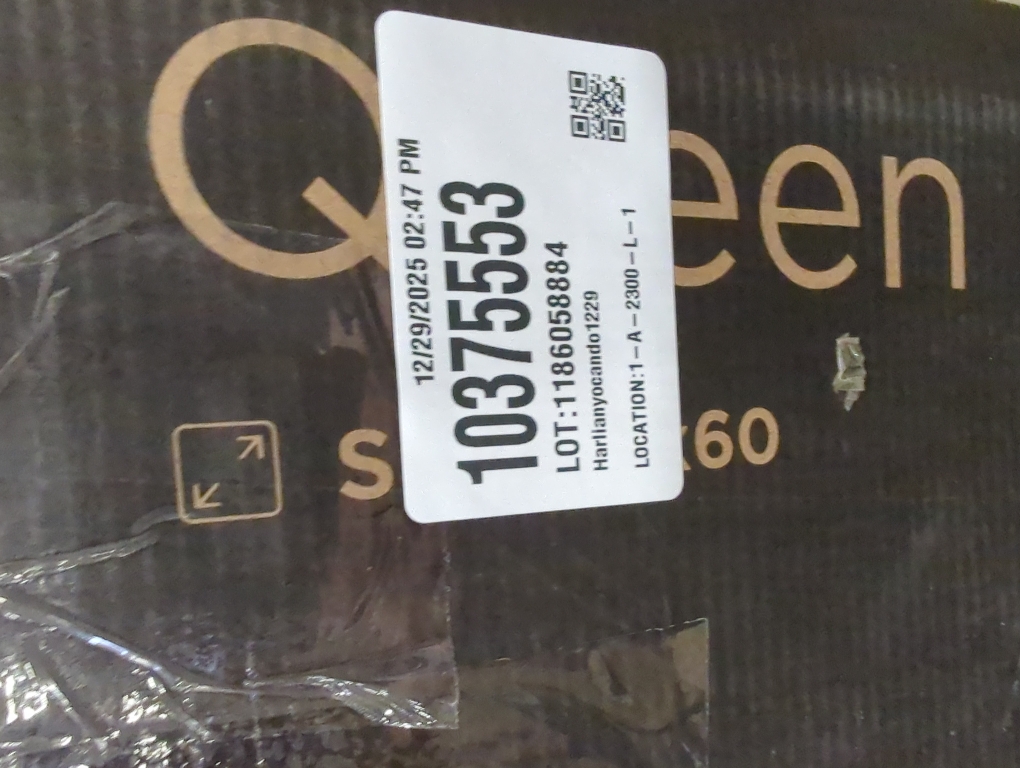 Q een
S x60
12/29/2025 02:47 PM
10375553
LOT:1186058884
Harlianyocando1229
LOCATION:1-A-2300-L-1